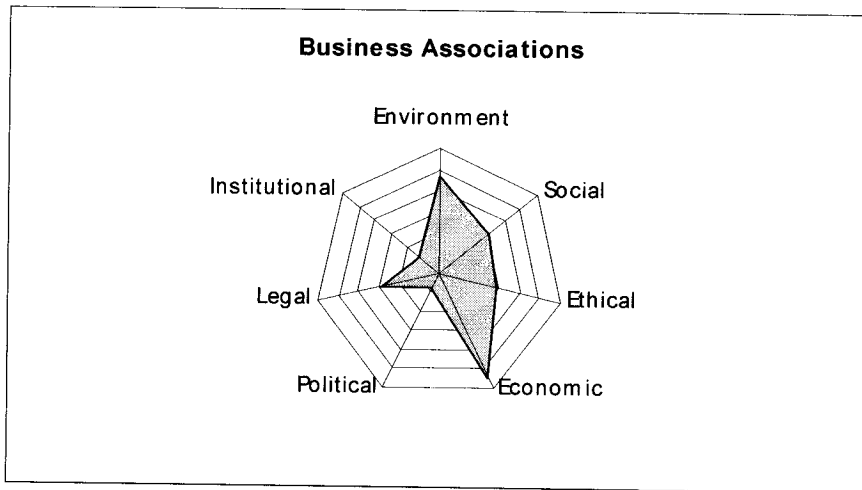 Business Associations
Environment
Institutional
Social
Legal
Ethical
Political
Economic